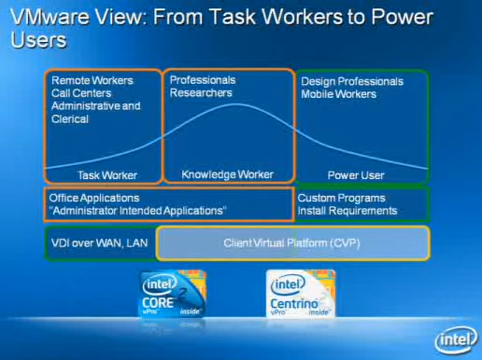 VMware View: From Task Workers to Power
Users
Remote Workers
Call Centers
Administrative and
Clerical
Task Worker
Professionals
Researchers
Knowledge Worker
Design Professionals
Mobile Workers
Power User
Office Applications
"Administrator Intended Applications"
Custom Programs
Install Requirements
VDI over WAN, LAN
Client Virtual Platform (CVP)
intel
CORE 2
vPro inside
intel
Centrino 2
vPro inside
intel